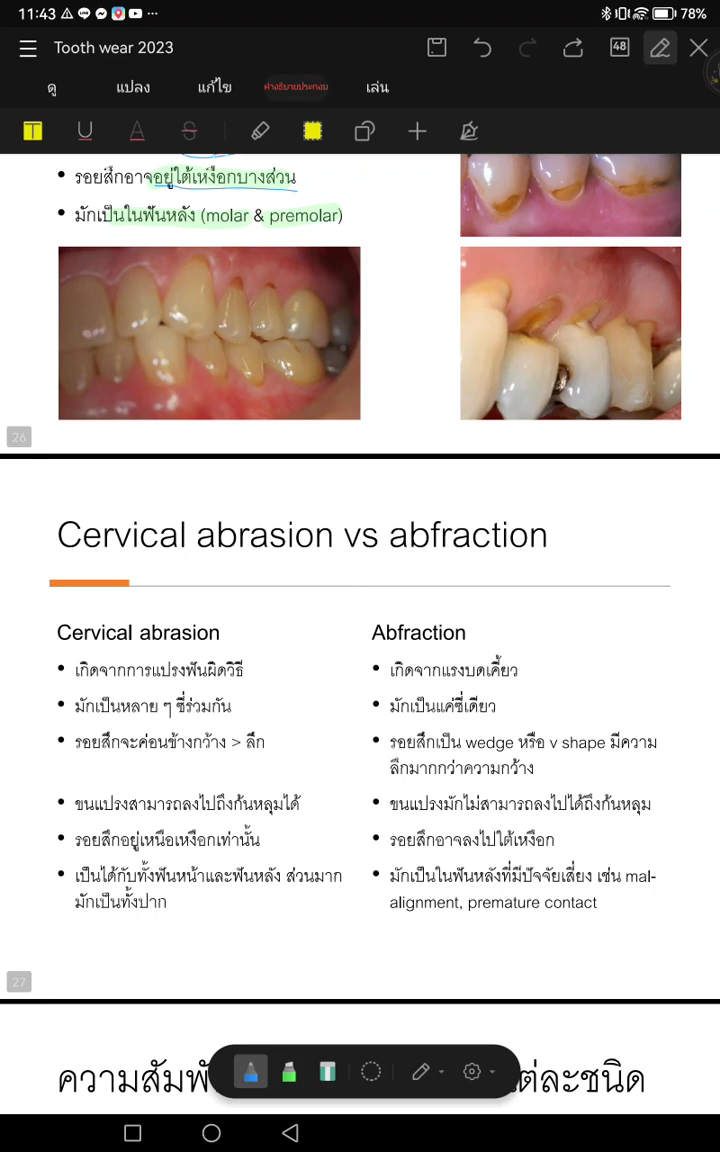 11:43
78%
Tooth wear 2023
48
ดู แปลง แก้ไข คำอธิบายประกอบ เล่น
T U A S
• รอยสึกอาจอยู่ใต้เหงือกบางส่วน
• มักเป็นในฟันหลัง (molar & premolar)
26
Cervical abrasion vs abfraction
Cervical abrasion
• เกิดจากการแปรงฟันผิดวิธี
• มักเป็นหลาย ๆ ซี่ร่วมกัน
• รอยสึกจะค่อนข้างกว้าง > ลึก
• ขนแปรงสามารถลงไปถึงก้นหลุมได้
• รอยสึกอยู่เหนือเหงือกเท่านั้น
• เป็นได้กับทั้งฟันหน้าและฟันหลัง ส่วนมาก
มักเป็นทั้งปาก
Abfraction
• เกิดจากแรงบดเคี้ยว
• มักเป็นแค่ซี่เดียว
• รอยสึกเป็น wedge หรือ v shape มีความ
ลึกมากกว่าความกว้าง
• ขนแปรงมักไม่สามารถลงไปได้ถึงก้นหลุม
• รอยสึกอาจลงไปใต้เหงือก
• มักเป็นในฟันหลังที่มีปัจจัยเสี่ยง เช่น mal-
alignment, premature contact
27
ความสัมพั ต่ละชนิด